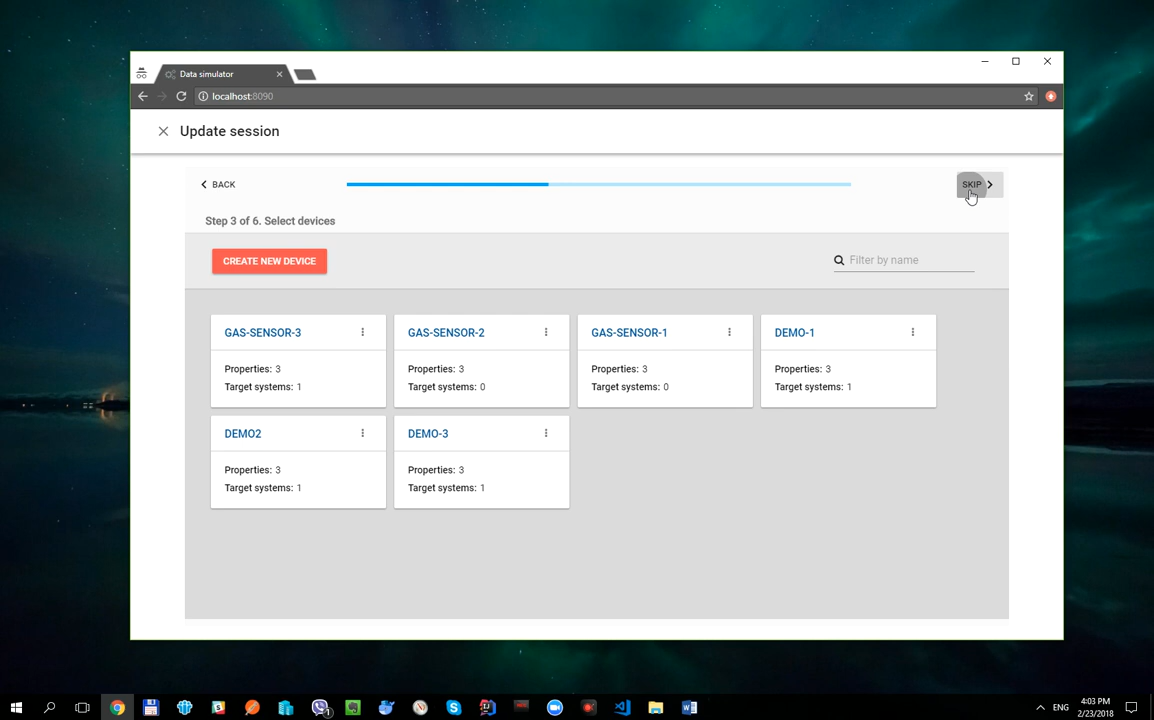 Data simulator
localhost:8090
Update session
BACK
SKIP
Step 3 of 6. Select devices
CREATE NEW DEVICE
Filter by name
GAS-SENSOR-3
Properties: 3
Target systems: 1
GAS-SENSOR-2
Properties: 3
Target systems: 0
GAS-SENSOR-1
Properties: 3
Target systems: 0
DEMO-1
Properties: 3
Target systems: 1
DEMO2
Properties: 3
Target systems: 1
DEMO-3
Properties: 3
Target systems: 1
ENG
4:03 PM
2/23/2018